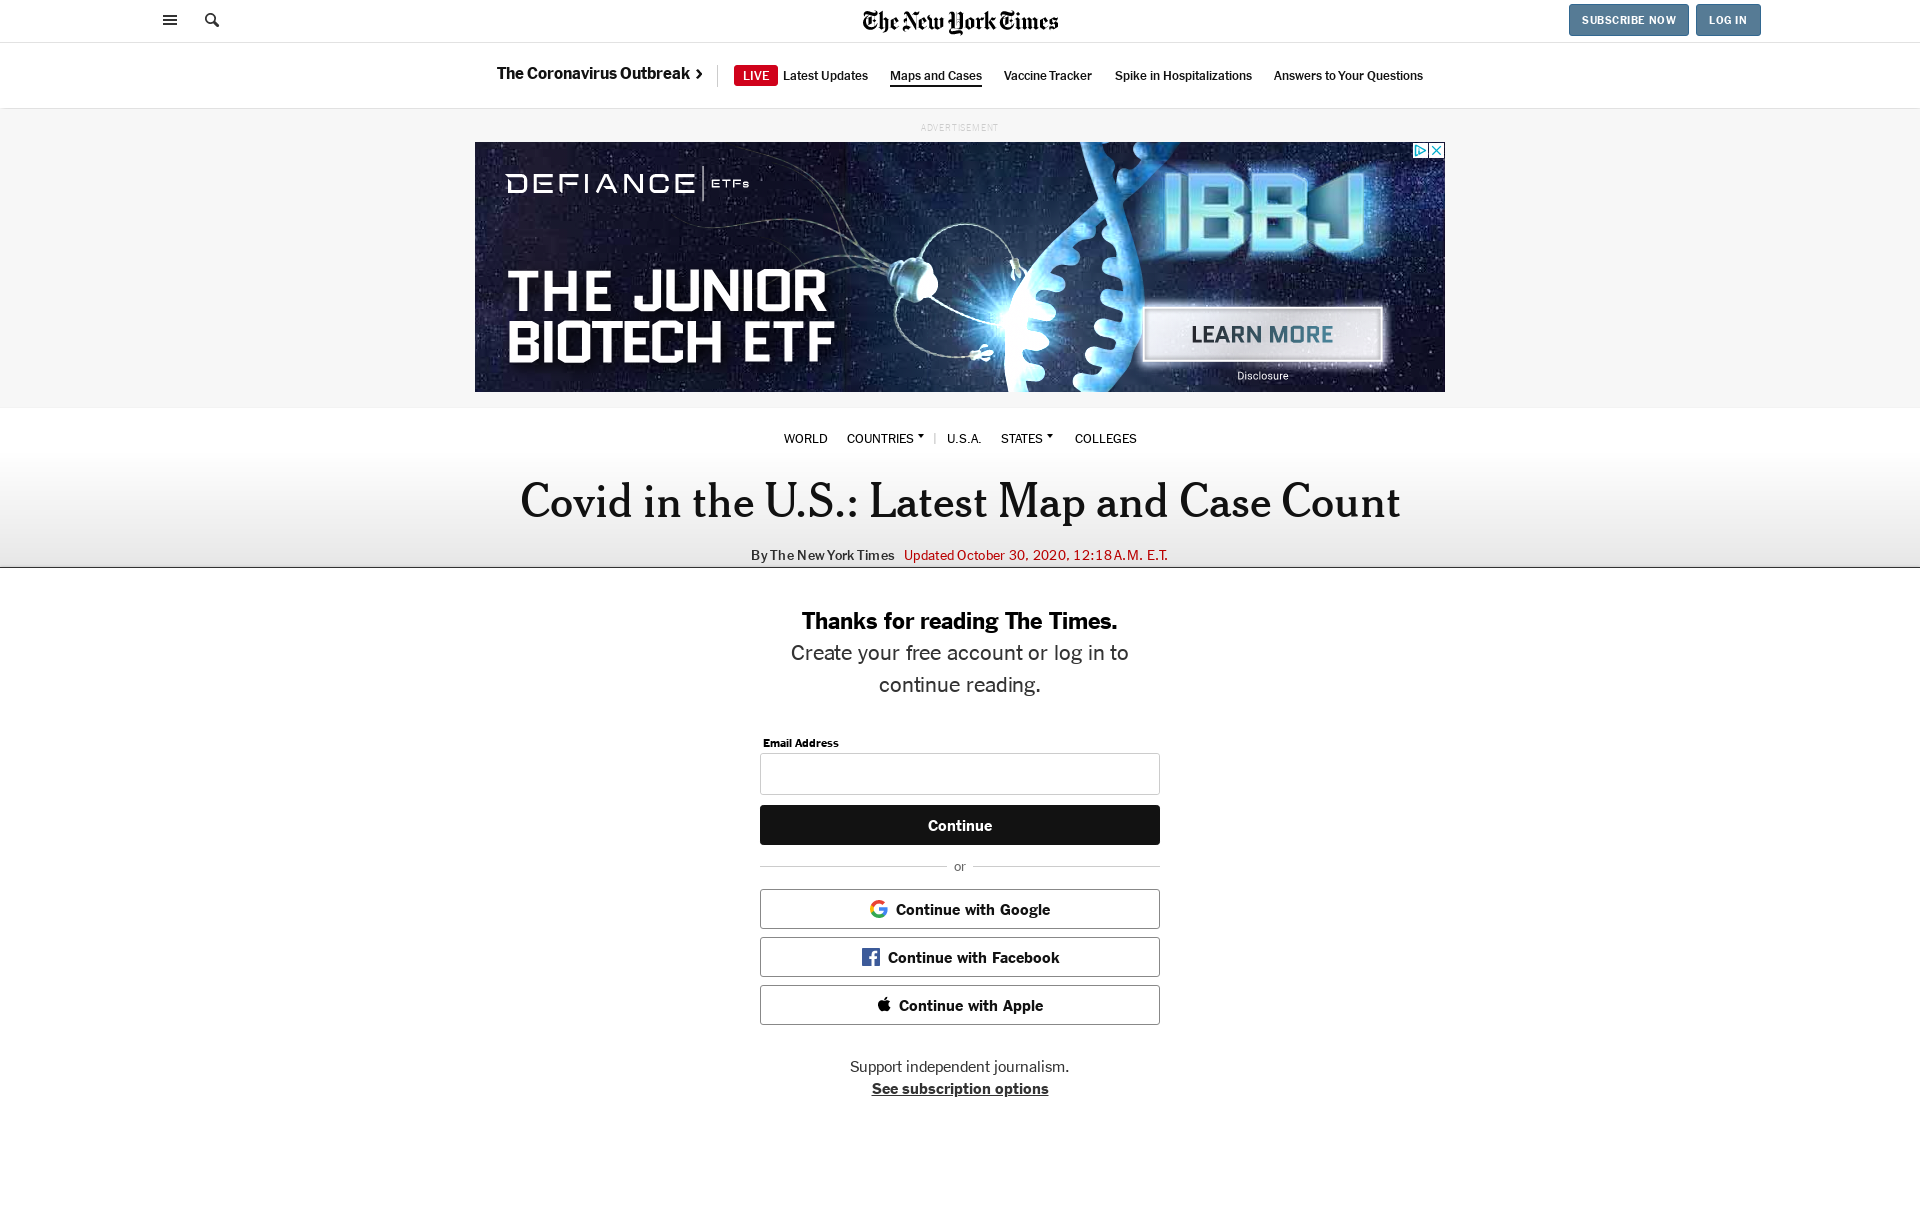 The New York Times
SUBSCRIBE NOW
LOG IN
The Coronavirus Outbreak
LIVE Latest Updates
Maps and Cases
Vaccine Tracker
Spike in Hospitalizations
Answers to Your Questions
ADVERTISEMENT
DEFIANCE ETFs
IBBJ
THE JUNIOR
BIOTECH ETF
LEARN MORE
Disclosure
WORLD COUNTRIES U.S.A. STATES COLLEGES
Covid in the U.S.: Latest Map and Case Count
By The New York Times Updated October 30, 2020, 12:18 A.M. E.T.
Thanks for reading The Times.
Create your free account or log in to
continue reading.
Email Address
Continue
or
Continue with Google
Continue with Facebook
Continue with Apple
Support independent journalism.
See subscription options